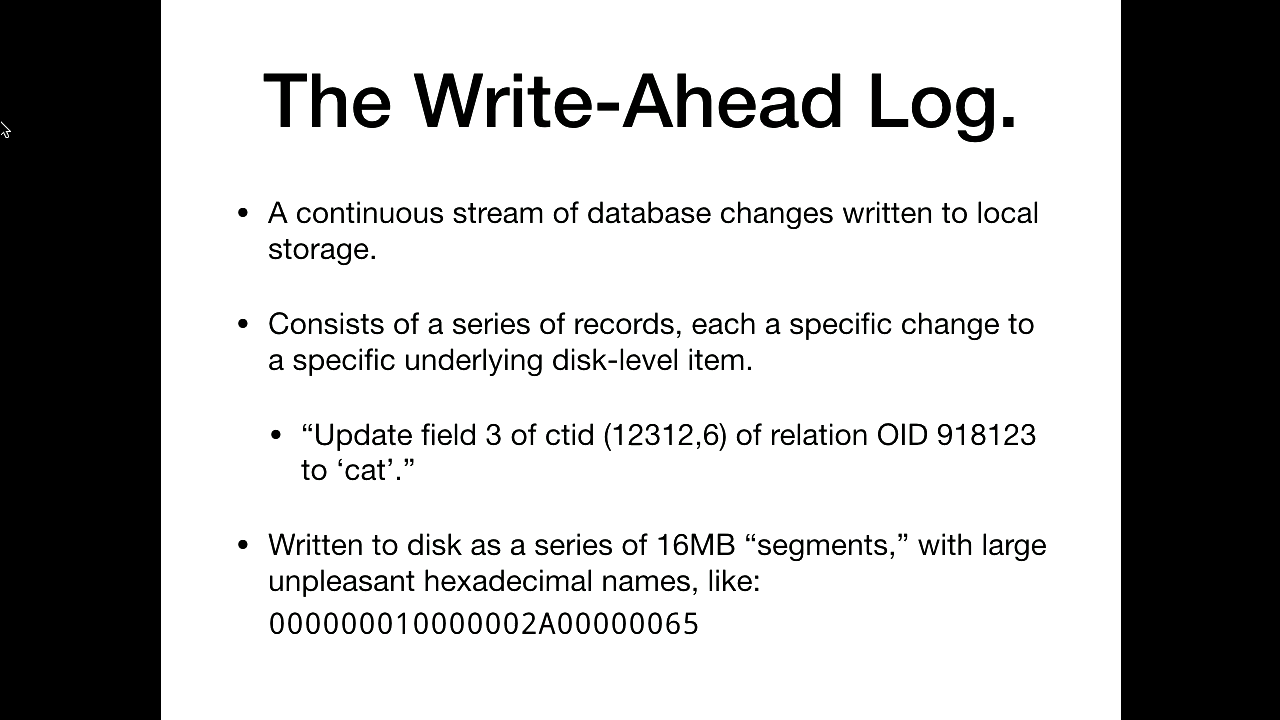 The Write-Ahead Log.
• A continuous stream of database changes written to local
storage.
• Consists of a series of records, each a specific change to
a specific underlying disk-level item.
• “Update field 3 of ctid (12312,6) of relation OID 918123
to ‘cat’.”
• Written to disk as a series of 16MB “segments,” with large
unpleasant hexadecimal names, like:
000000010000002A00000065